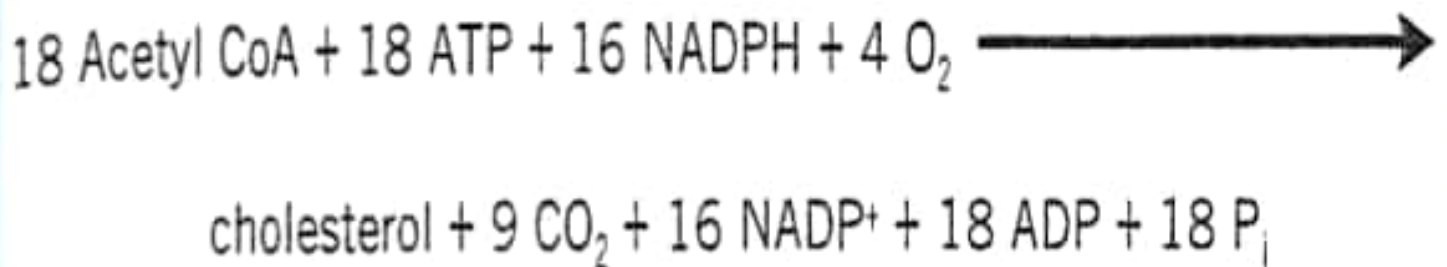 18 Acetyl CoA + 18 ATP + 16 NADPH + 4 O₂ ⟶
cholesterol + 9 CO₂ + 16 NADP⁺ + 18 ADP + 18 Pᵢ